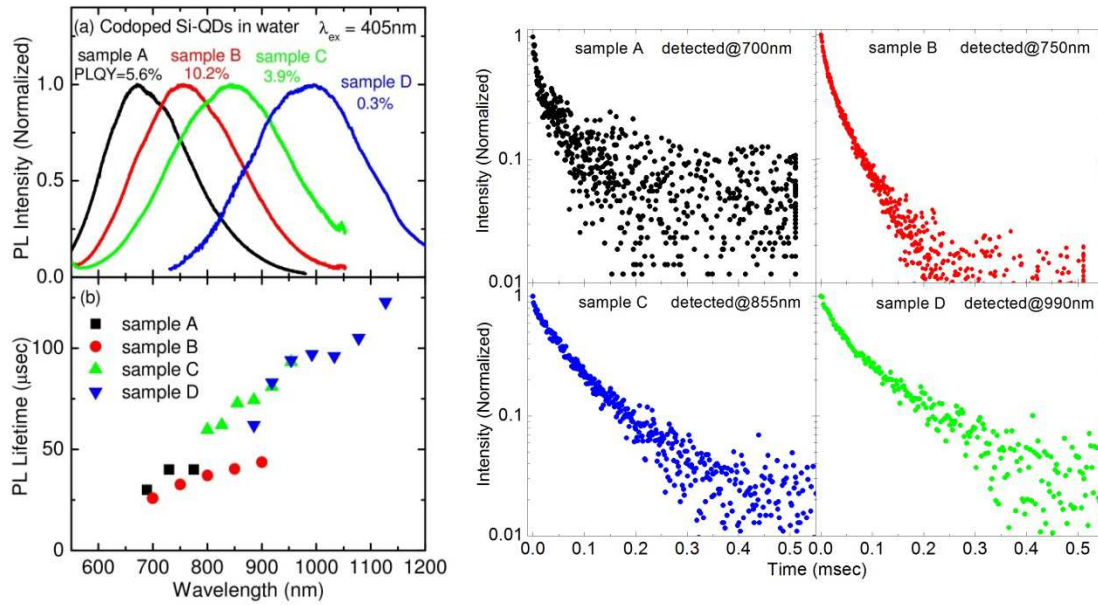 (a) Codoped Si-QDs in water λex = 405nm
sample A
PLQY=5.6%
sample B
10.2%
sample C
3.9%
sample D
0.3%
PL Intensity (Normalized)
1.0
0.5
0.0
(b)
sample A
sample B
sample C
sample D
PL Lifetime (μsec)
100
50
0
600 700 800 900 1000 1100 1200
Wavelength (nm)
sample A detected@700nm
sample B detected@750nm
Intensity (Normalized)
1
0.1
0.01
sample C detected@855nm
sample D detected@990nm
Intensity (Normalized)
1
0.1
0.01
0.0 0.1 0.2 0.3 0.4 0.5
0.0 0.1 0.2 0.3 0.4 0.5
Time (msec)